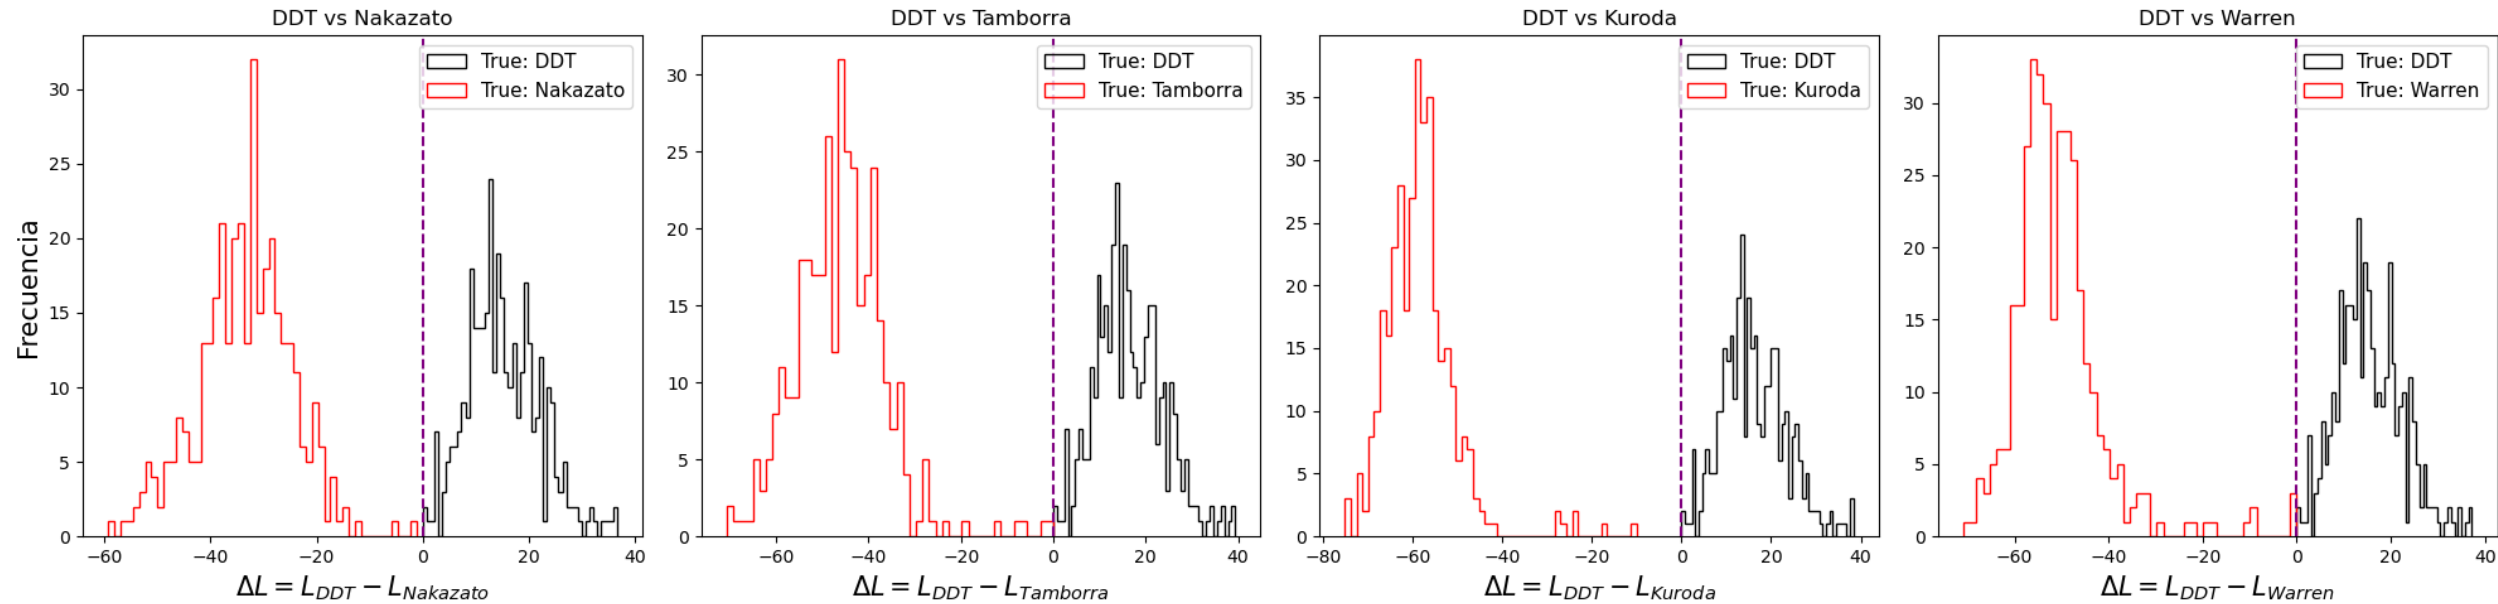 DDT vs Nakazato
True: DDT
True: Nakazato
Frecuencia
30
25
20
15
10
5
0
−60 −40 −20 0 20 40
ΔL = L_DDT − L_Nakazato
DDT vs Tamborra
True: DDT
True: Tamborra
30
25
20
15
10
5
0
−60 −40 −20 0 20 40
ΔL = L_DDT − L_Tamborra
DDT vs Kuroda
True: DDT
True: Kuroda
35
30
25
20
15
10
5
0
−80 −60 −40 −20 0 20 40
ΔL = L_DDT − L_Kuroda
DDT vs Warren
True: DDT
True: Warren
30
25
20
15
10
5
0
−60 −40 −20 0 20 40
ΔL = L_DDT − L_Warren